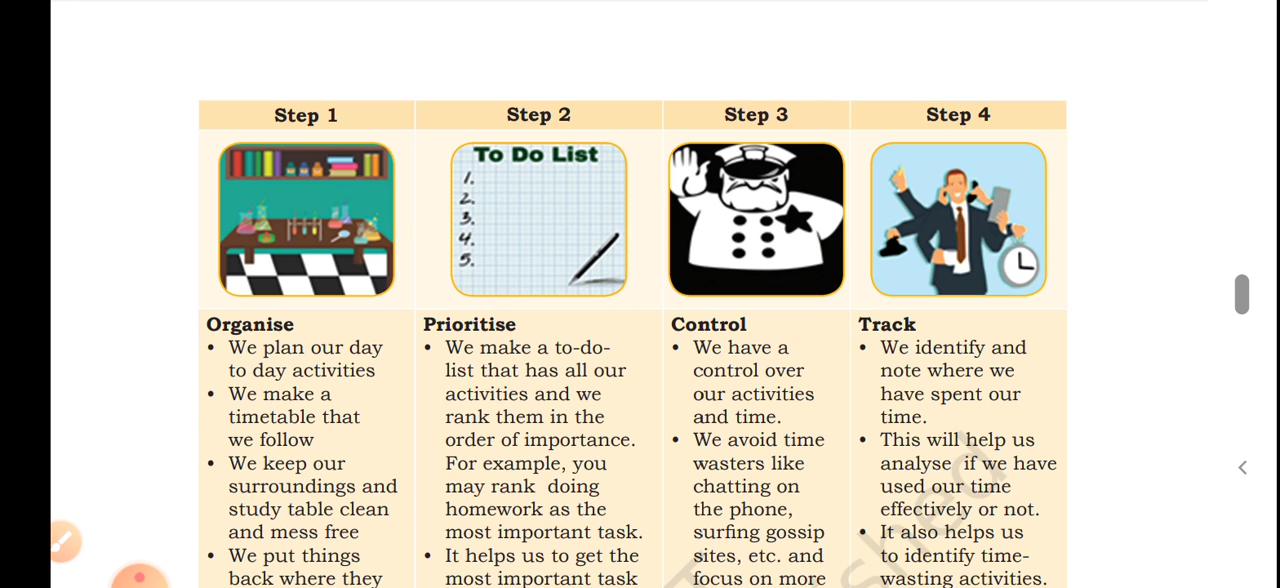 Step 1
Step 2
Step 3
Step 4
To Do List
1.
2.
3.
4.
5.
Organise
• We plan our day
to day activities
• We make a
timetable that
we follow
• We keep our
surroundings and
study table clean
and mess free
• We put things
back where they
Prioritise
• We make a to-do-
list that has all our
activities and we
rank them in the
order of importance.
For example, you
may rank doing
homework as the
most important task.
• It helps us to get the
most important task
Control
• We have a
control over
our activities
and time.
• We avoid time
wasters like
chatting on
the phone,
surfing gossip
sites, etc. and
focus on more
Track
• We identify and
note where we
have spent our
time.
• This will help us
analyse if we have
used our time
effectively or not.
• It also helps us
to identify time-
wasting activities.